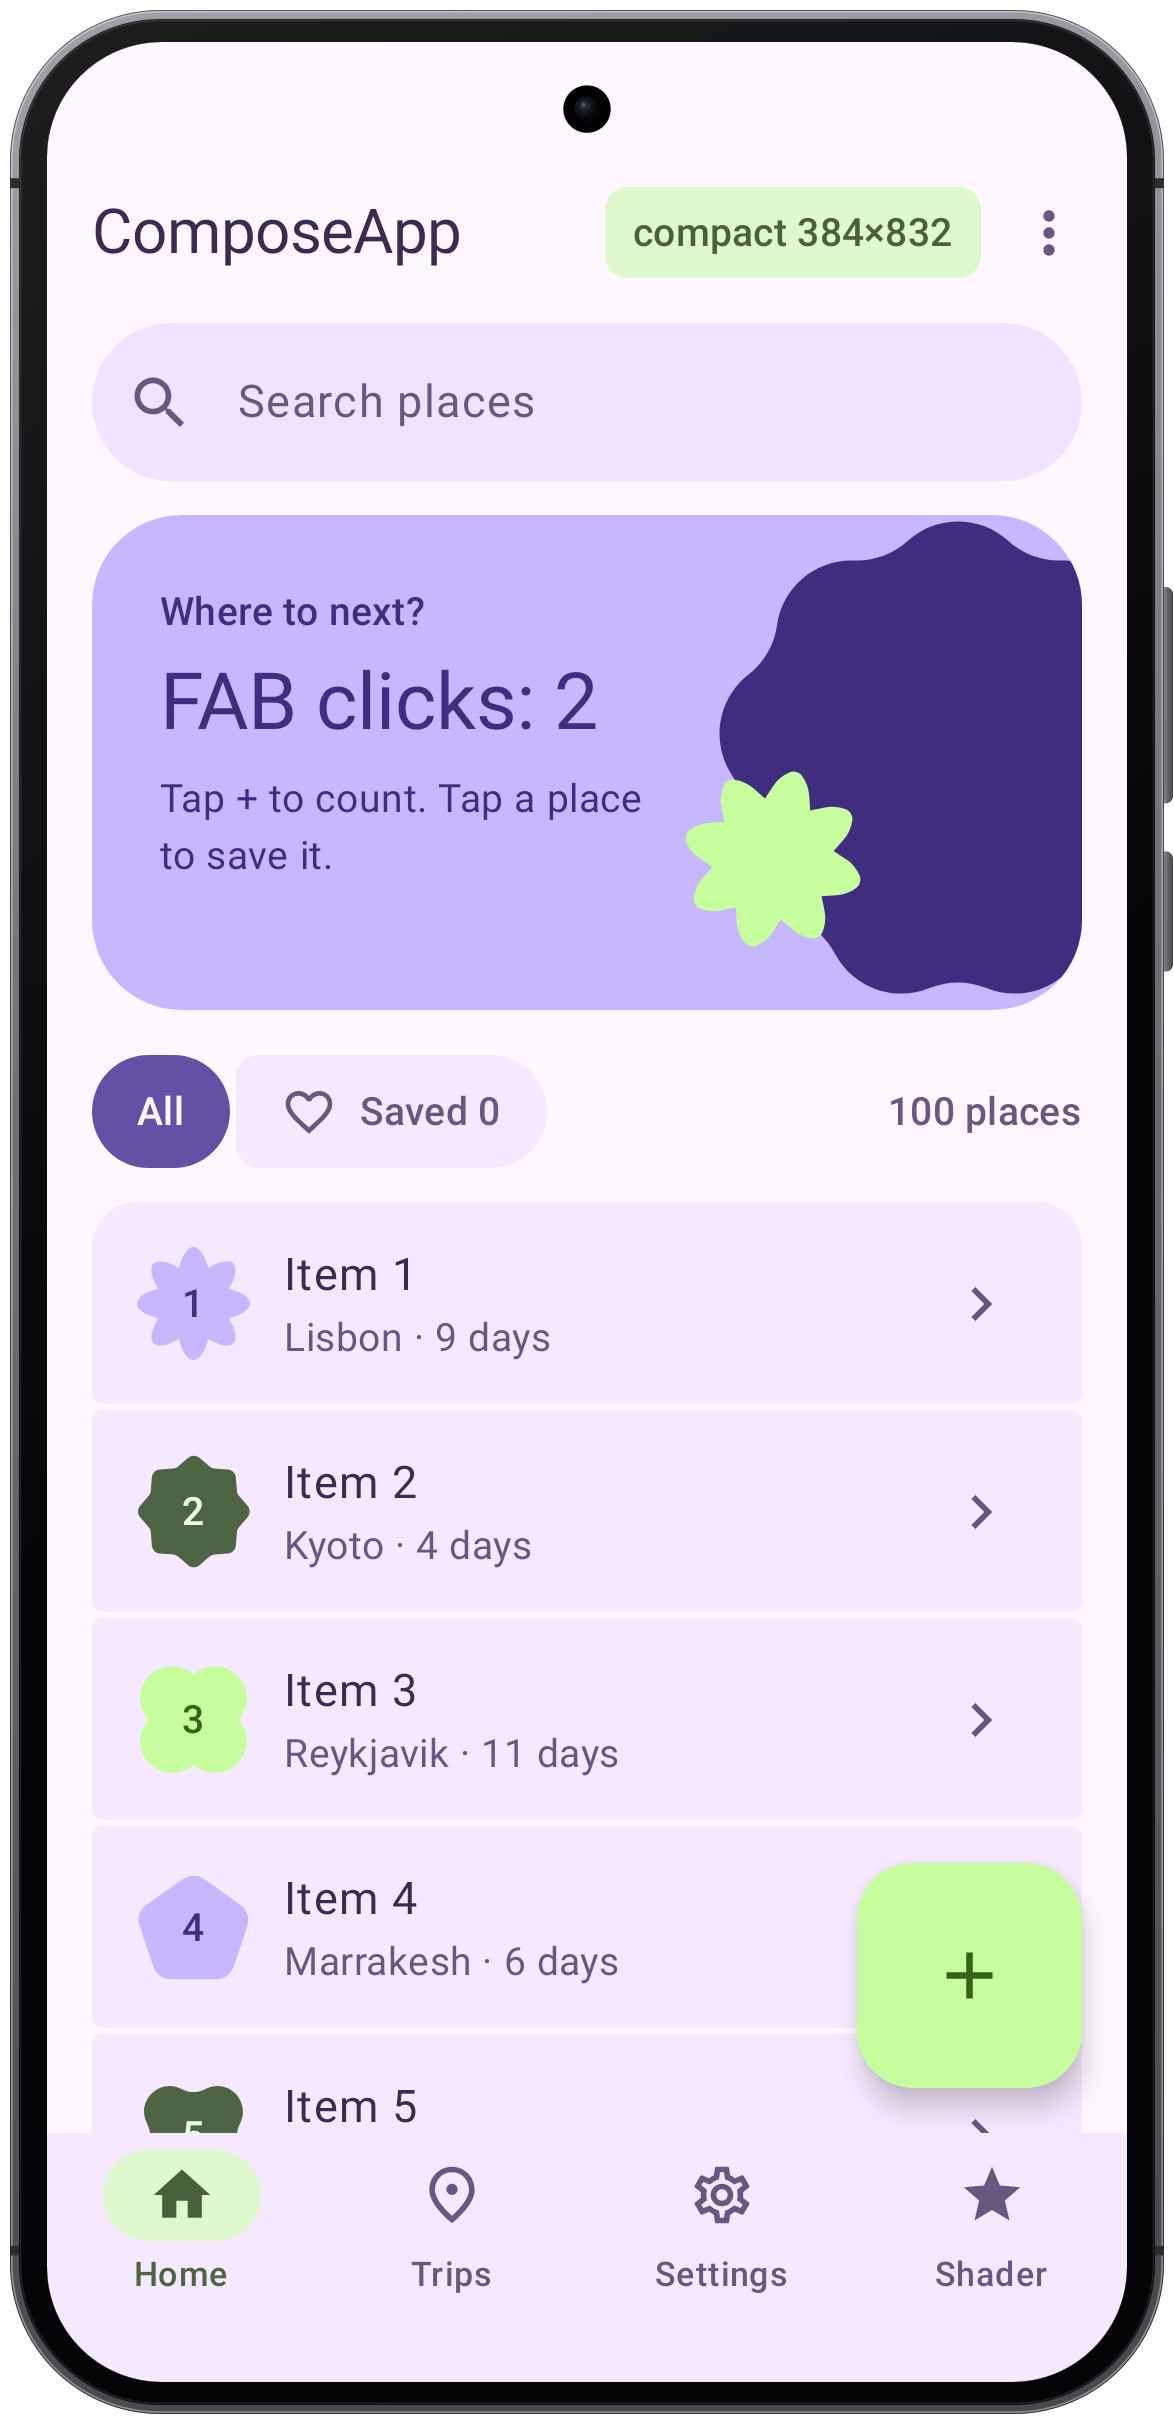 ComposeApp
compact 384×832
Search places
Where to next?
FAB clicks: 2
Tap + to count. Tap a place
to save it.
All
Saved 0
100 places
1
Item 1
Lisbon · 9 days
2
Item 2
Kyoto · 4 days
3
Item 3
Reykjavik · 11 days
4
Item 4
Marrakesh · 6 days
5
Item 5
Home
Trips
Settings
Shader